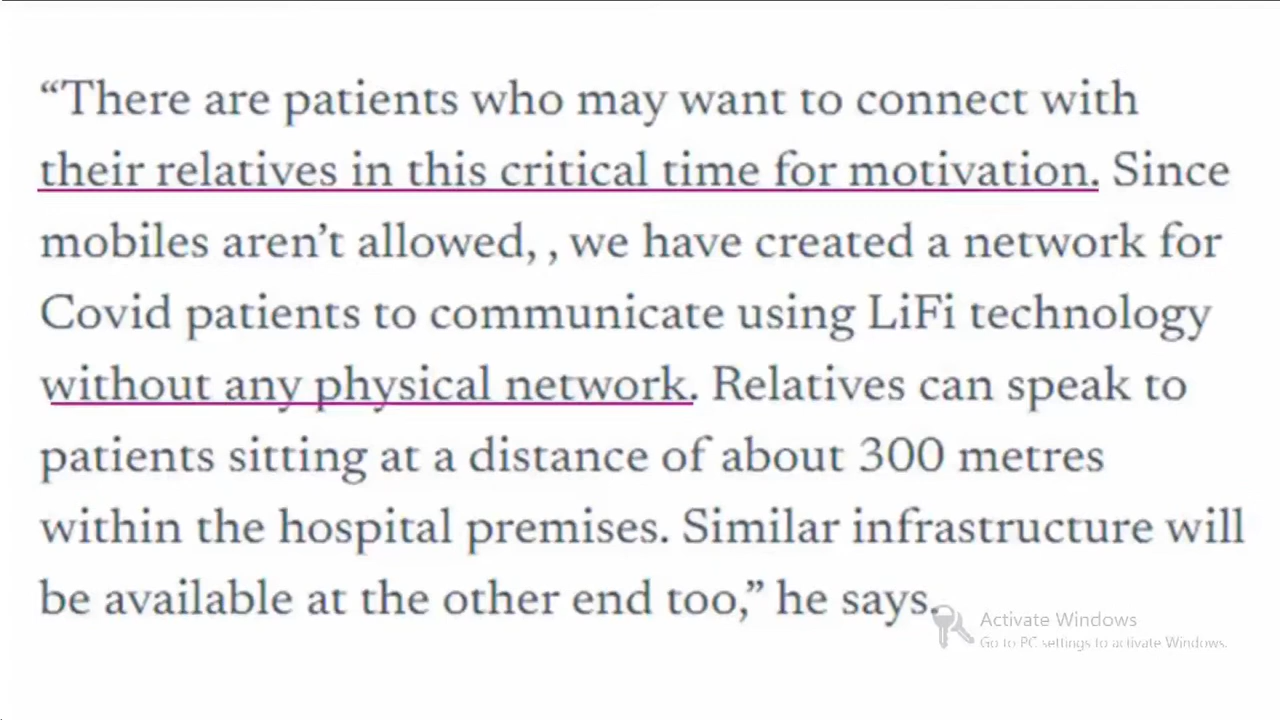 “There are patients who may want to connect with
their relatives in this critical time for motivation. Since
mobiles aren’t allowed, , we have created a network for
Covid patients to communicate using LiFi technology
without any physical network. Relatives can speak to
patients sitting at a distance of about 300 metres
within the hospital premises. Similar infrastructure will
be available at the other end too,” he says.
Activate Windows
Go to PC settings to activate Windows.